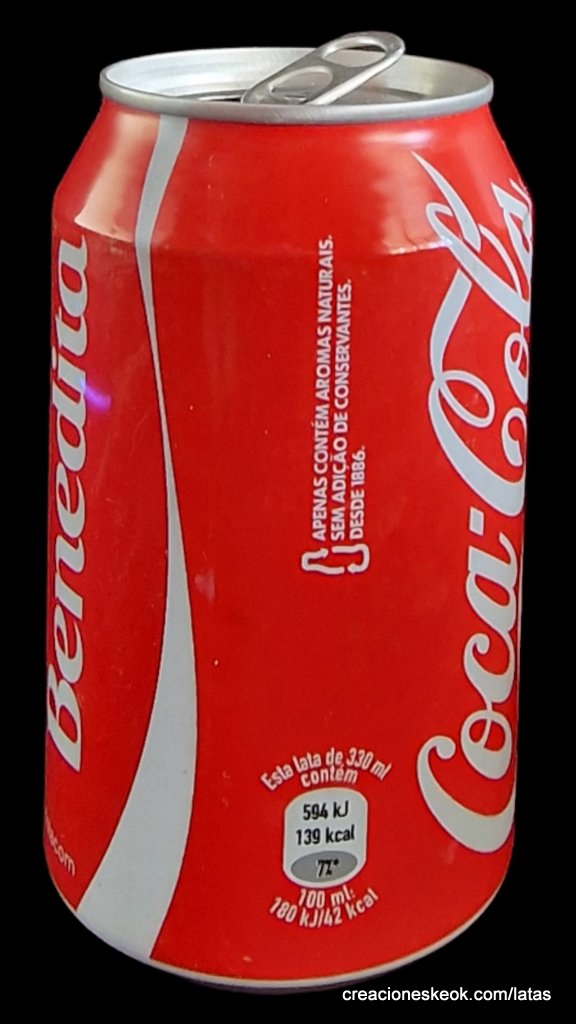 Benedita
APENAS CONTÉM AROMAS NATURAIS.
SEM ADIÇÃO DE CONSERVANTES.
DESDE 1886.
Coca-Cola
Esta lata de 330 ml
contém
594 kJ
139 kcal
7%*
100 ml:
180 kJ/42 kcal
creacioneskeok.com/latas